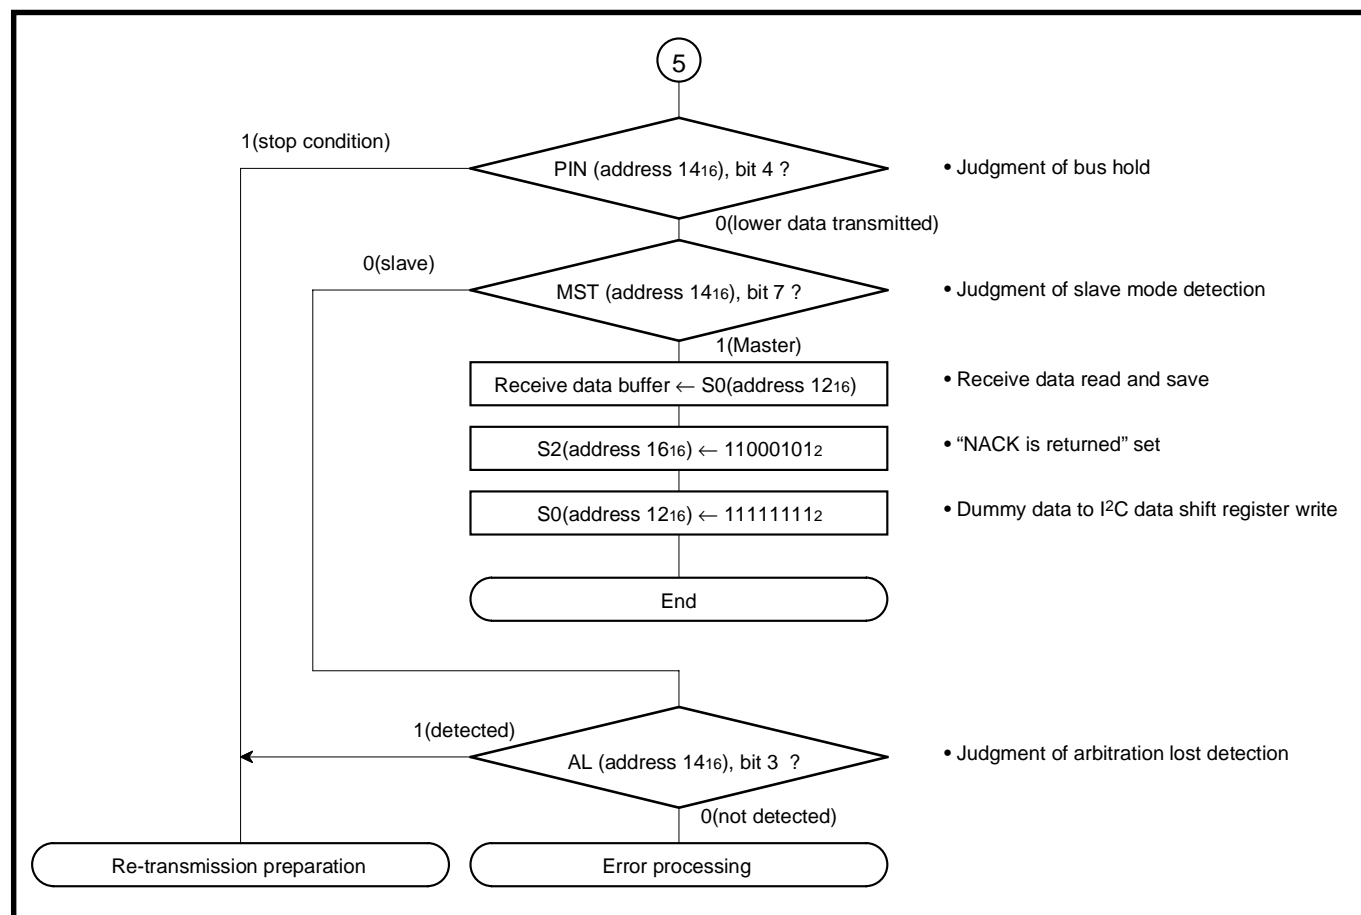 5
1(stop condition)
PIN (address 14₁₆), bit 4 ?
• Judgment of bus hold
0(lower data transmitted)
0(slave)
MST (address 14₁₆), bit 7 ?
• Judgment of slave mode detection
1(Master)
Receive data buffer ← S0(address 12₁₆)
• Receive data read and save
S2(address 16₁₆) ← 11000101₂
• “NACK is returned” set
S0(address 12₁₆) ← 11111111₂
• Dummy data to I²C data shift register write
End
1(detected)
AL (address 14₁₆), bit 3 ?
• Judgment of arbitration lost detection
0(not detected)
Re-transmission preparation
Error processing